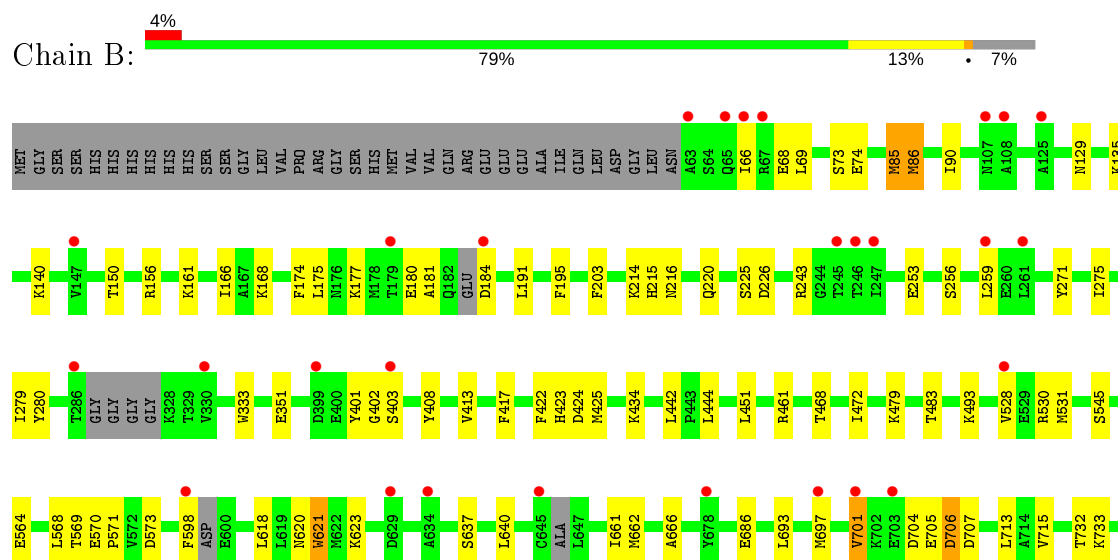 4%
Chain B:
79% 13% • 7%
MET GLY SER SER HIS HIS HIS HIS HIS HIS SER SER GLY LEU VAL PRO ARG GLY SER HIS MET VAL VAL GLN ARG GLU GLU GLU ALA ILE GLN LEU ASP GLY LEU ASN A63 S64 Q65 I66 R67 E68 L69 S73 E74 M85 M86 I90 N107 A108 A125 N129 K135
K140 V147 T150 R156 K161 I166 A167 K168 F174 L175 N176 K177 M178 T179 E180 A181 Q182 GLU D184 L191 F195 F203 K214 H215 N216 Q220 S225 D226 R243 G244 T245 T246 I247 E253 S256 L259 E260 L261 Y271 I275
I279 Y280 T286 GLY GLY GLY GLY K328 T329 V330 W333 E351 D399 E400 Y401 G402 S403 Y408 V413 F417 F422 H423 D424 M425 K434 L442 P443 L444 L451 R461 T468 I472 K479 T483 K493 V528 E529 R530 M531 S545
E564 L568 T569 E570 P571 V572 D573 F598 ASP E600 L618 L619 N620 W621 M622 K623 D629 A634 S637 L640 C645 ALA L647 I661 M662 A666 Y678 E686 L693 M697 V701 K702 E703 D704 E705 D706 D707 L713 A714 V715 T732 K733